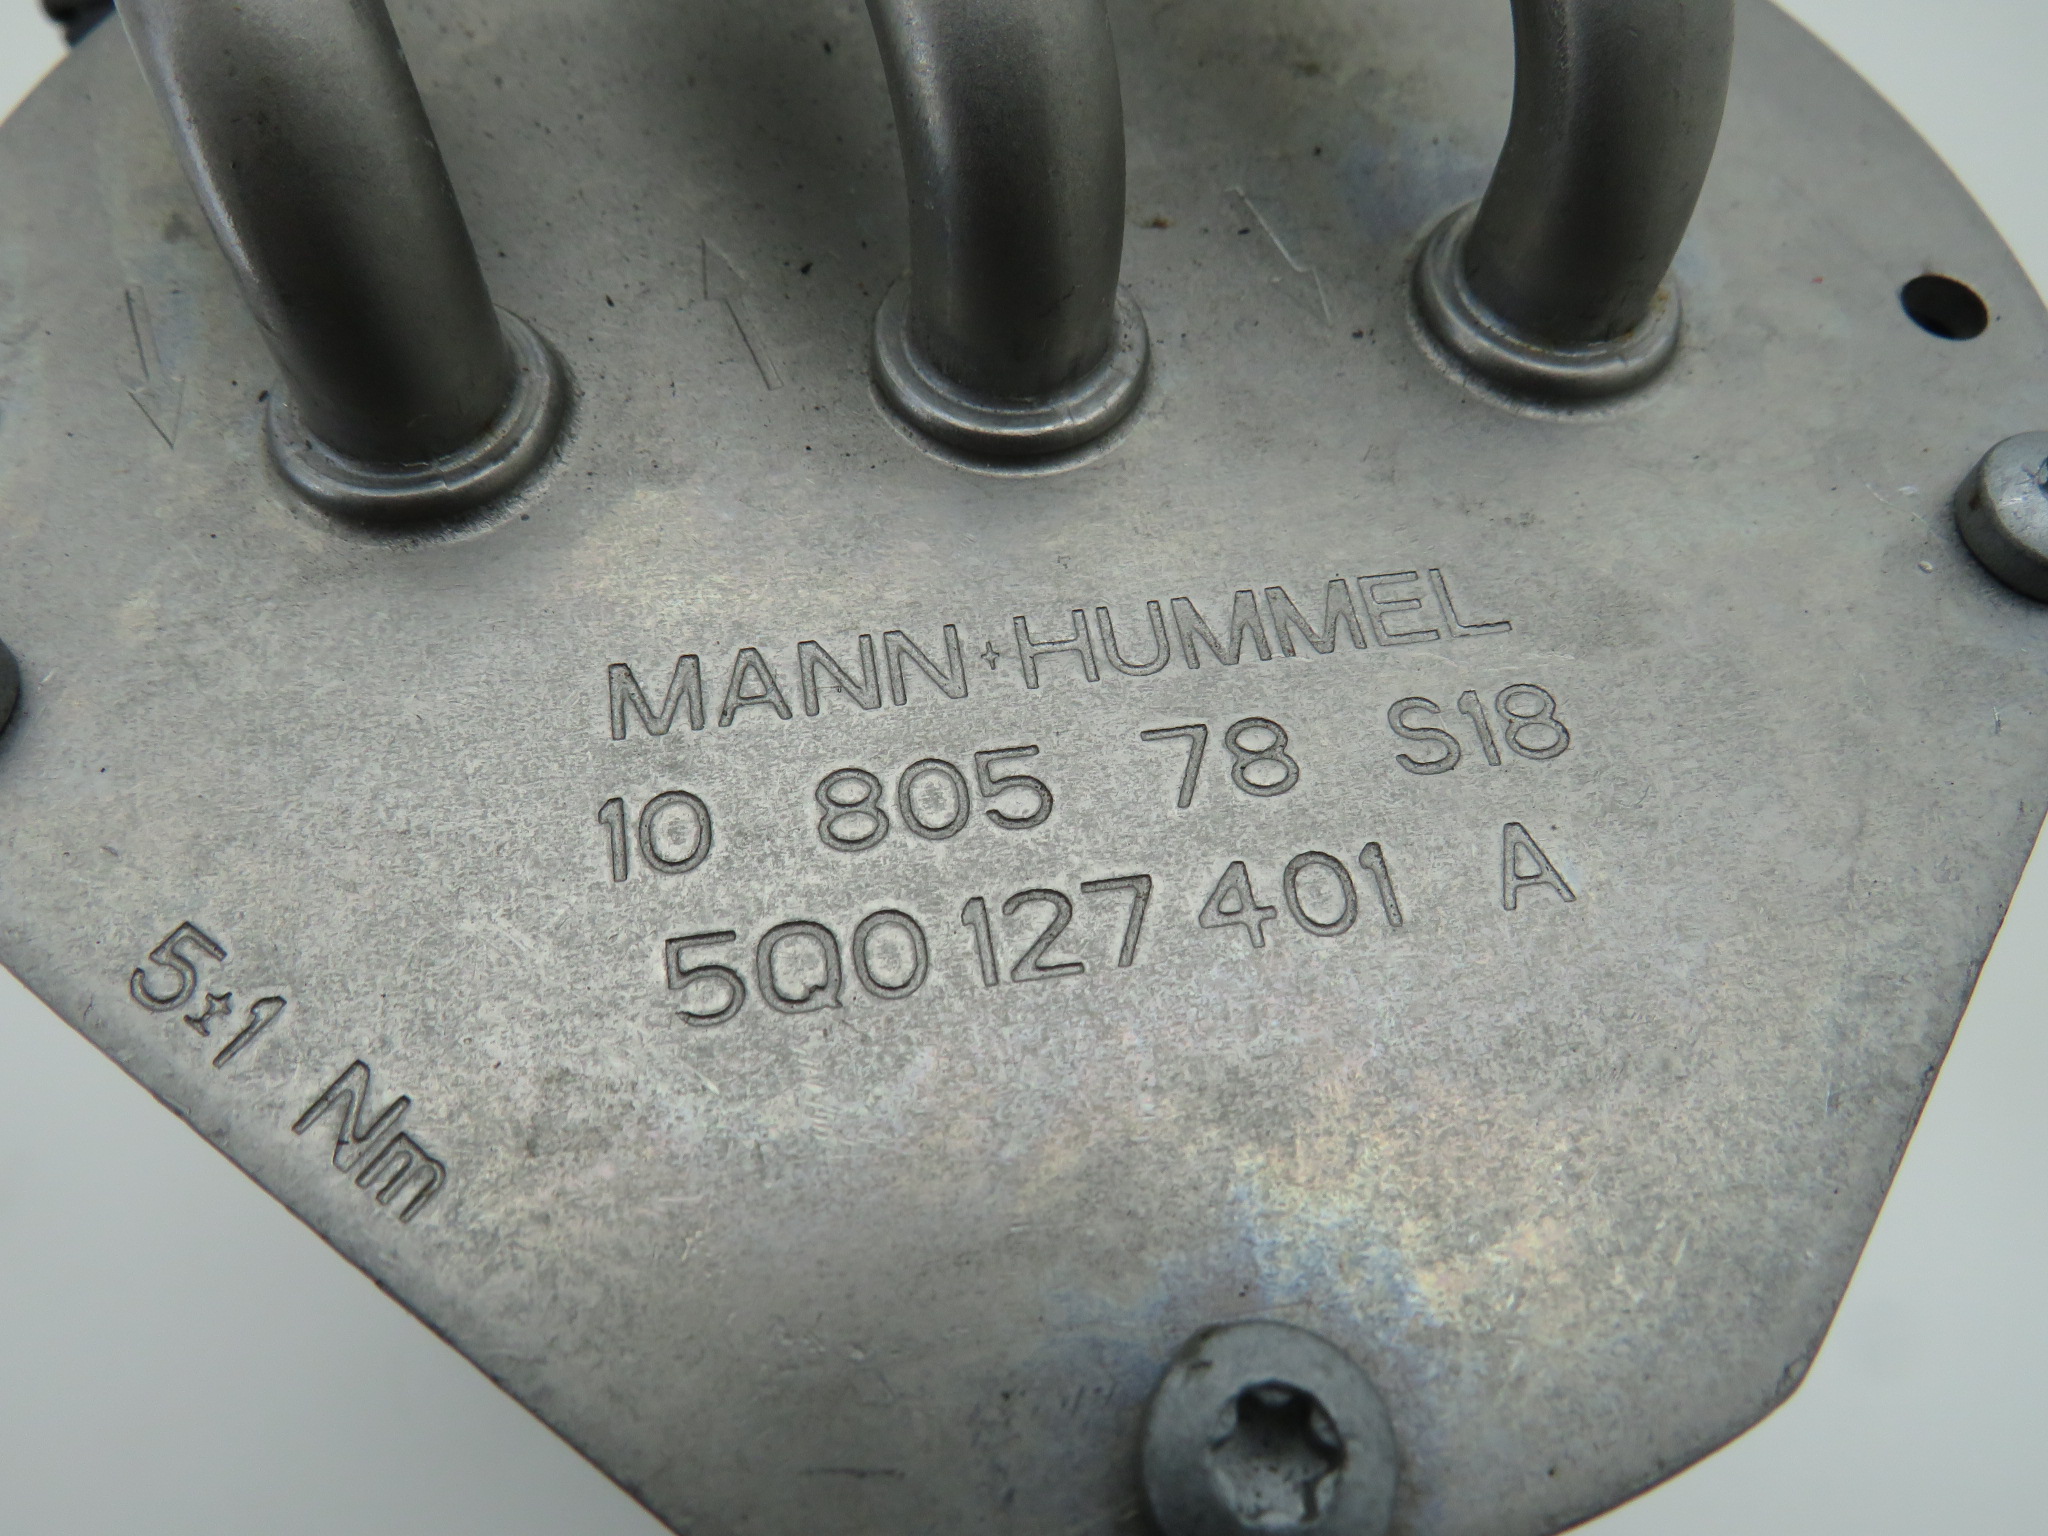 MANN+HUMMEL
10 805 78 S18
5Q0 127 401 A
5±1 Nm